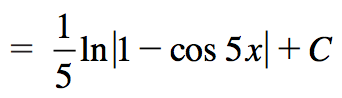 = 1/5 ln|1 − cos 5x| + C